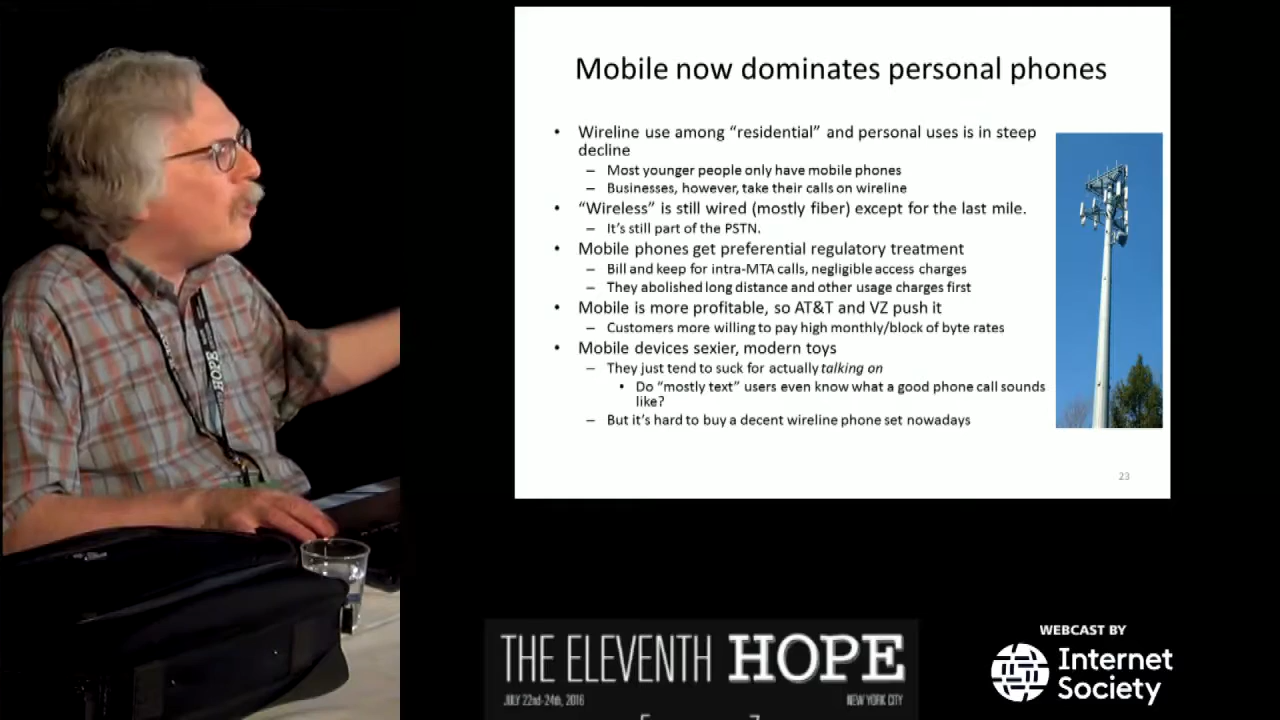 Mobile now dominates personal phones
• Wireline use among “residential” and personal uses is in steep
decline
– Most younger people only have mobile phones
– Businesses, however, take their calls on wireline
• “Wireless” is still wired (mostly fiber) except for the last mile.
– It’s still part of the PSTN.
• Mobile phones get preferential regulatory treatment
– Bill and keep for intra-MTA calls, negligible access charges
– They abolished long distance and other usage charges first
• Mobile is more profitable, so AT&T and VZ push it
– Customers more willing to pay high monthly/block of byte rates
• Mobile devices sexier, modern toys
– They just tend to suck for actually talking on
• Do “mostly text” users even know what a good phone call sounds
like?
– But it’s hard to buy a decent wireline phone set nowadays
23
HOPE
THE ELEVENTH HOPE
JULY 22nd-24th, 2016
NEW YORK CITY
WEBCAST BY
Internet
Society